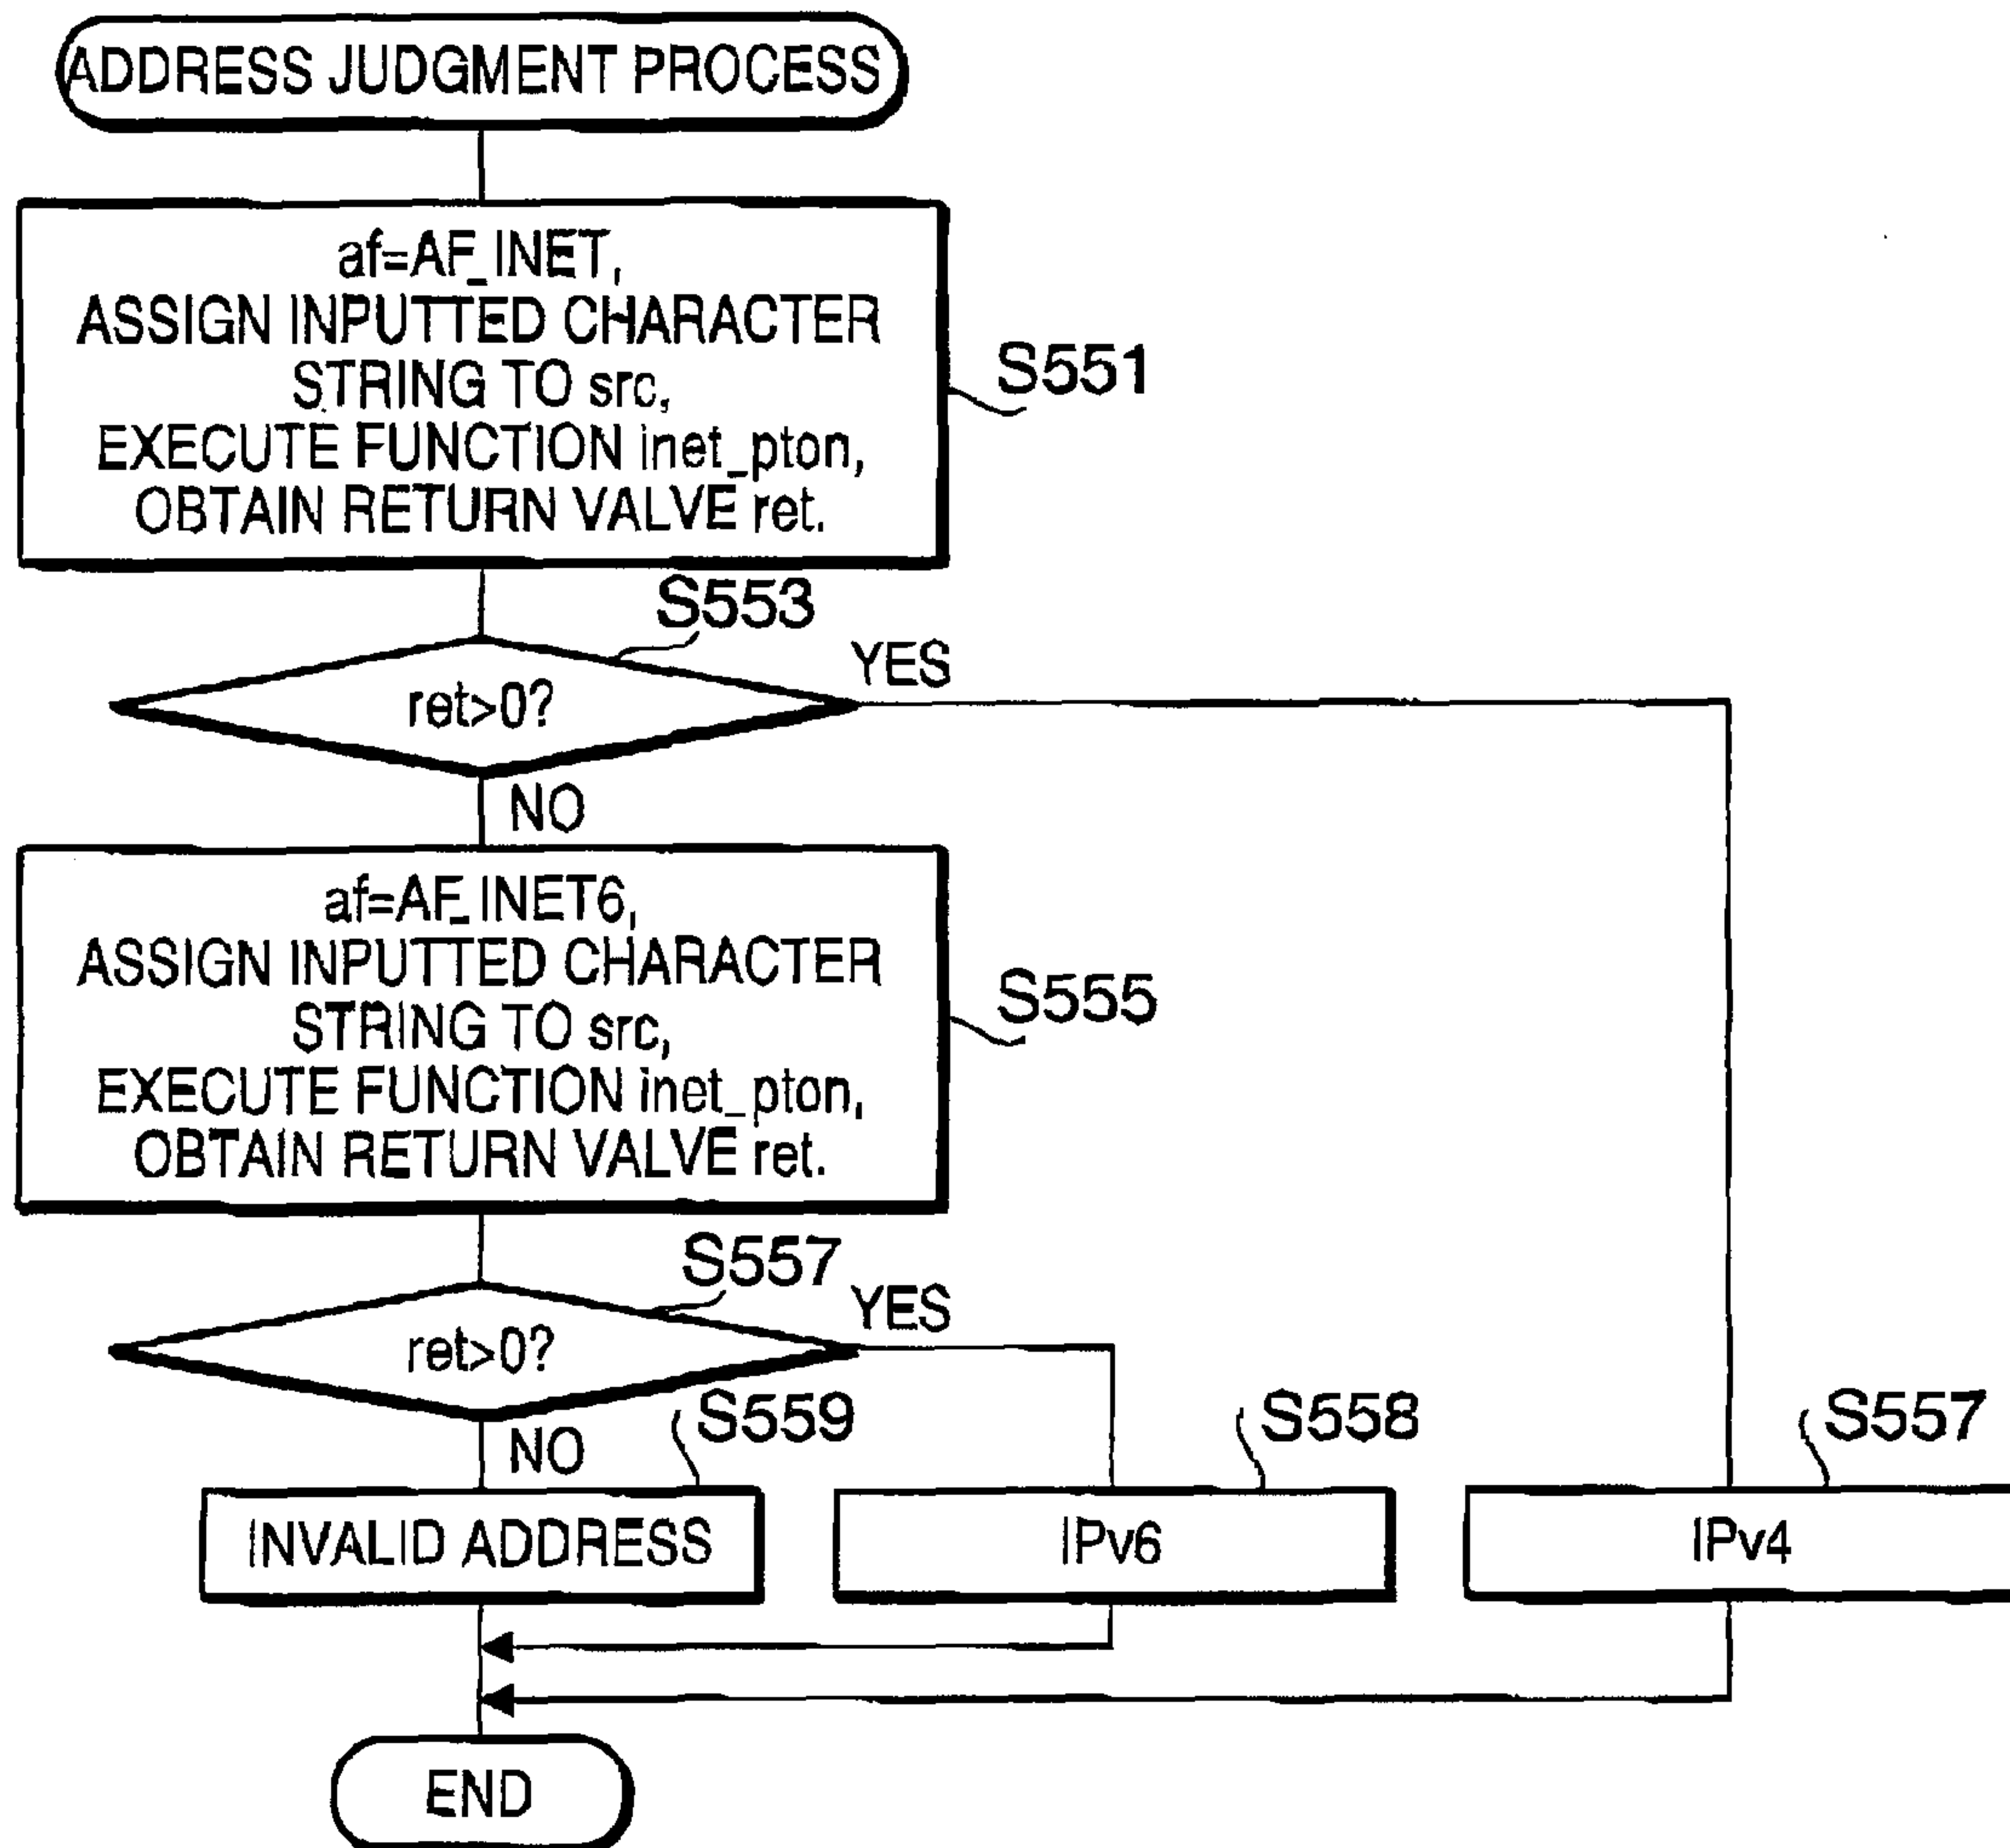 ADDRESS JUDGMENT PROCESS
af=AF_INET,
ASSIGN INPUTTED CHARACTER
STRING TO src,
EXECUTE FUNCTION inet_pton,
OBTAIN RETURN VALVE ret.
S551
S553
ret>0?
YES
NO
af=AF_INET6,
ASSIGN INPUTTED CHARACTER
STRING TO src,
EXECUTE FUNCTION inet_pton,
OBTAIN RETURN VALVE ret.
S555
S557
ret>0?
YES
NO
S559
INVALID ADDRESS
S558
IPv6
S557
IPv4
END